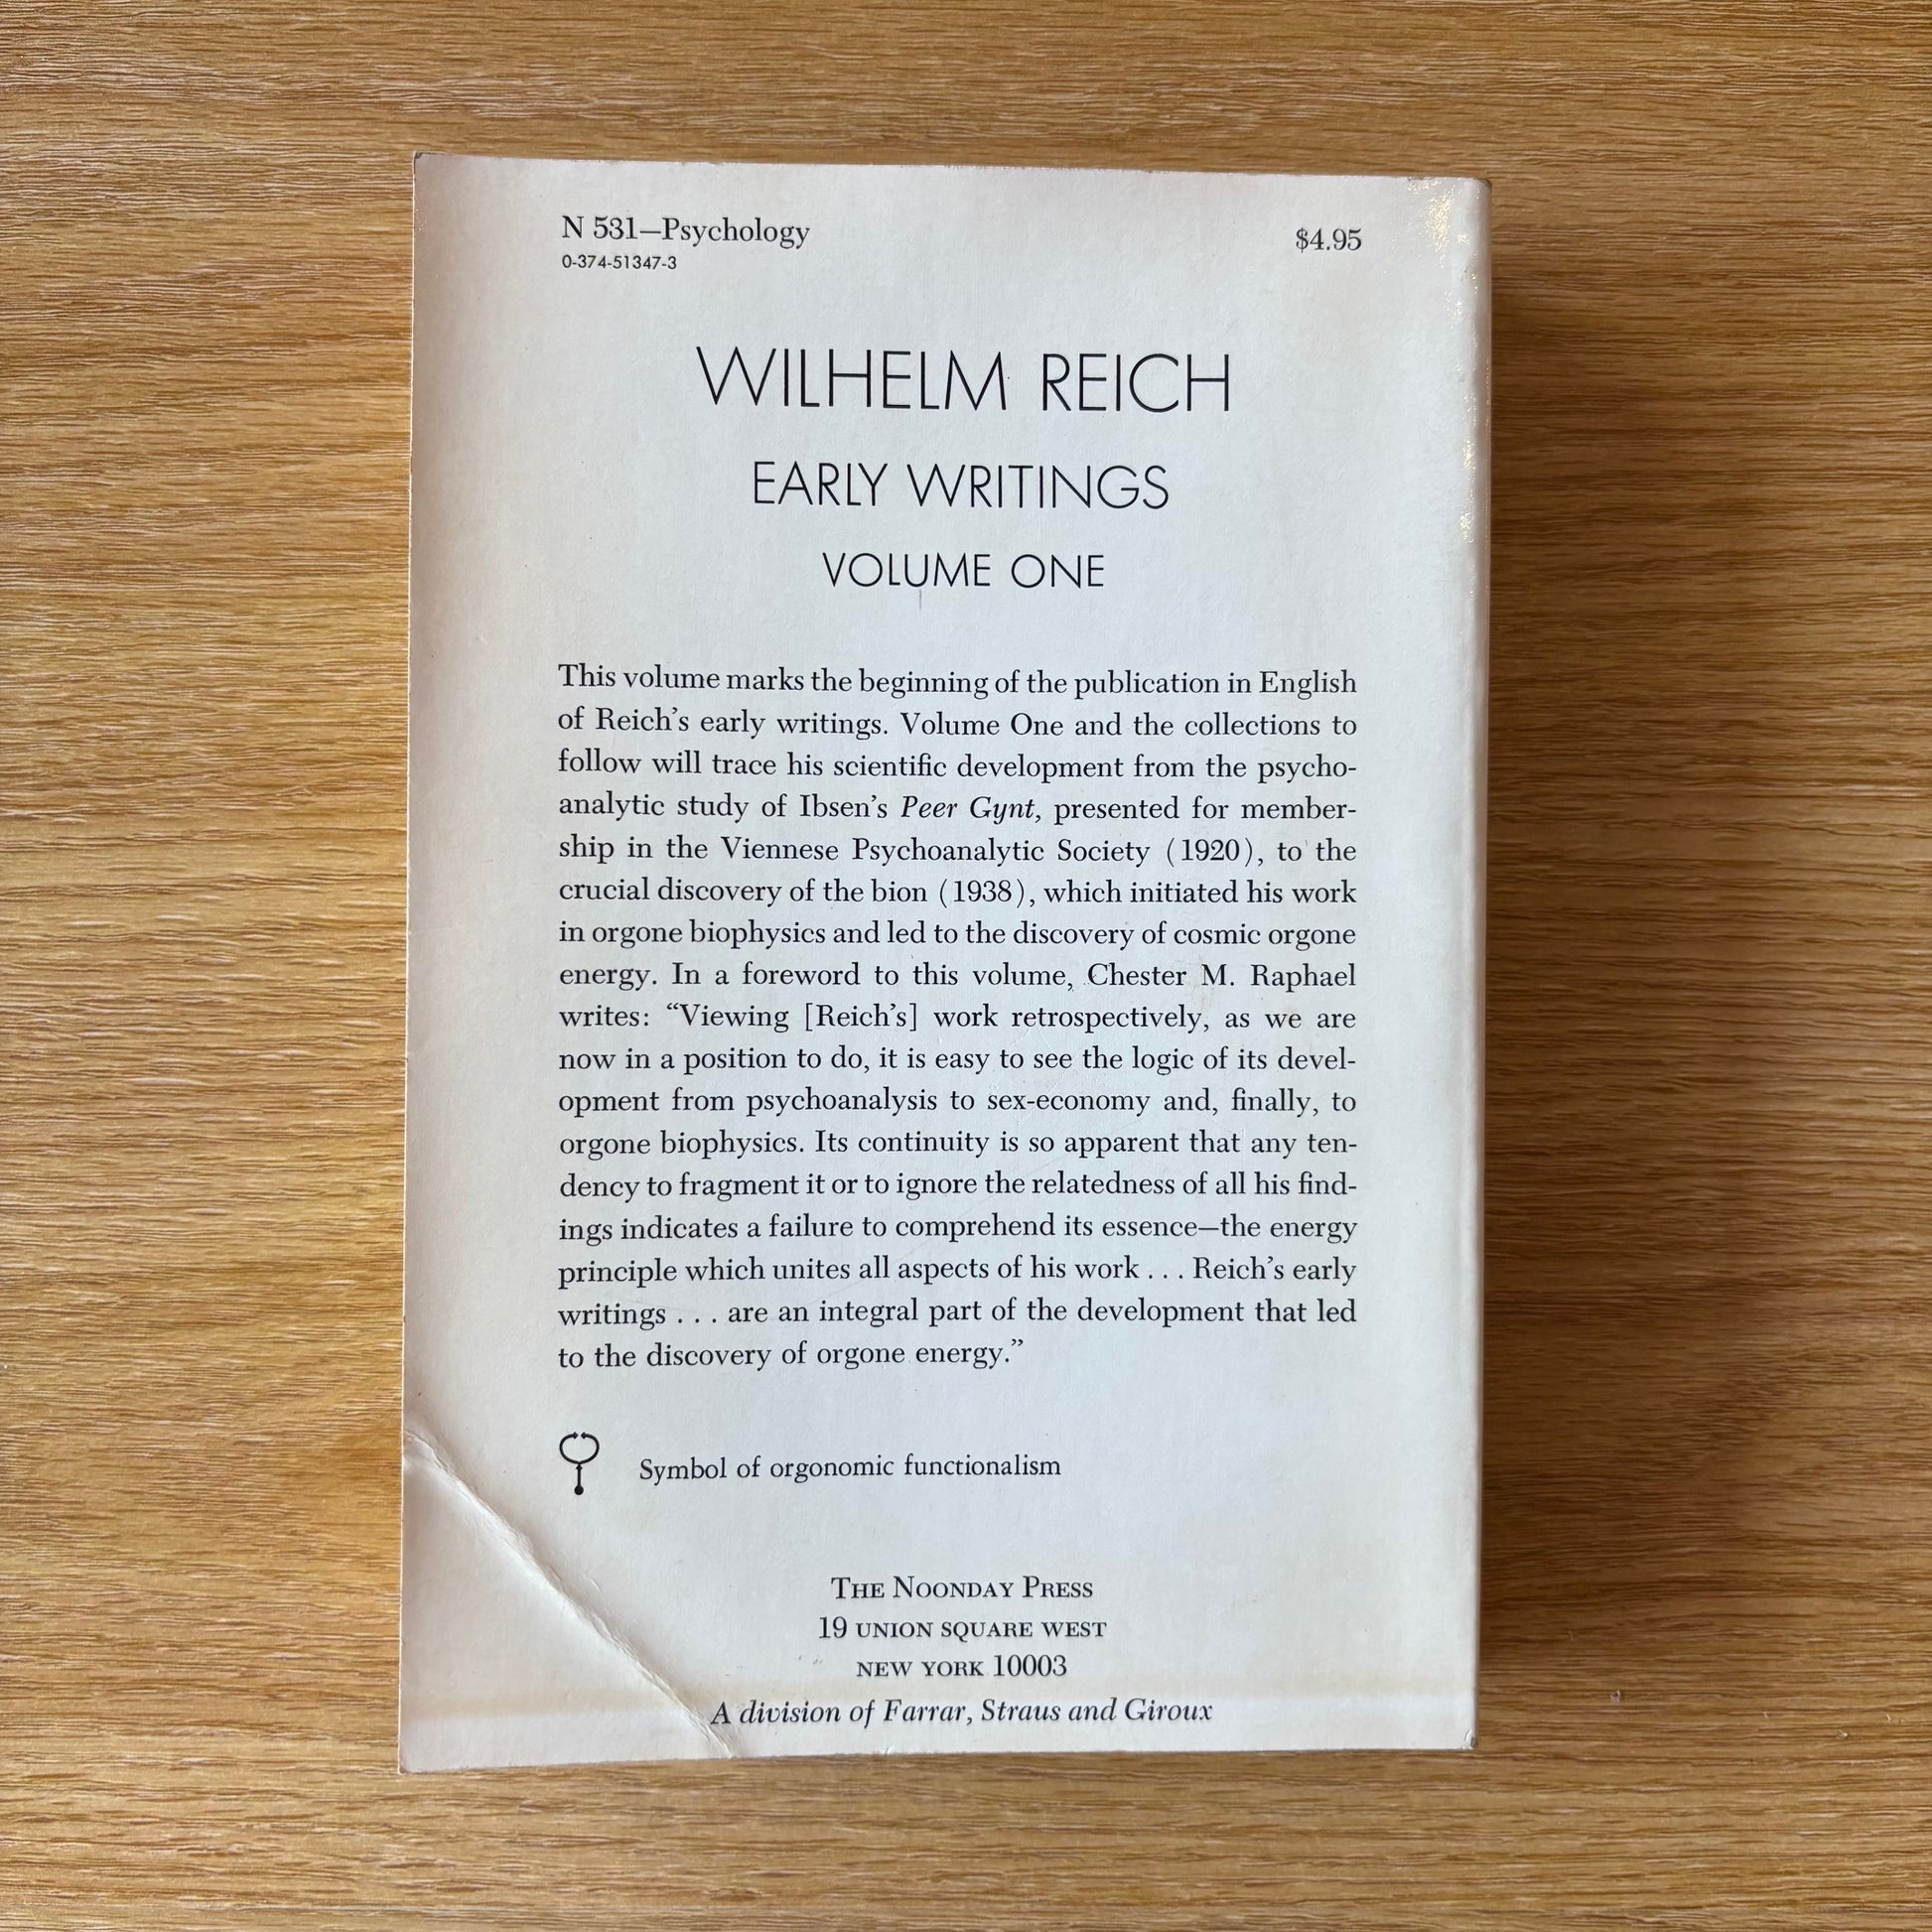 N 531—Psychology
$4.95
0-374-51347-3
WILHELM REICH
EARLY WRITINGS
VOLUME ONE
This volume marks the beginning of the publication in English
of Reich’s early writings. Volume One and the collections to
follow will trace his scientific development from the psycho-
analytic study of Ibsen’s Peer Gynt, presented for member-
ship in the Viennese Psychoanalytic Society (1920), to the
crucial discovery of the bion (1938), which initiated his work
in orgone biophysics and led to the discovery of cosmic orgone
energy. In a foreword to this volume, Chester M. Raphael
writes: “Viewing [Reich’s] work retrospectively, as we are
now in a position to do, it is easy to see the logic of its devel-
opment from psychoanalysis to sex-economy and, finally, to
orgone biophysics. Its continuity is so apparent that any ten-
dency to fragment it or to ignore the relatedness of all his find-
ings indicates a failure to comprehend its essence—the energy
principle which unites all aspects of his work . . . Reich’s early
writings . . . are an integral part of the development that led
to the discovery of orgone energy.”
Symbol of orgonomic functionalism
THE NOONDAY PRESS
19 UNION SQUARE WEST
NEW YORK 10003
A division of Farrar, Straus and Giroux